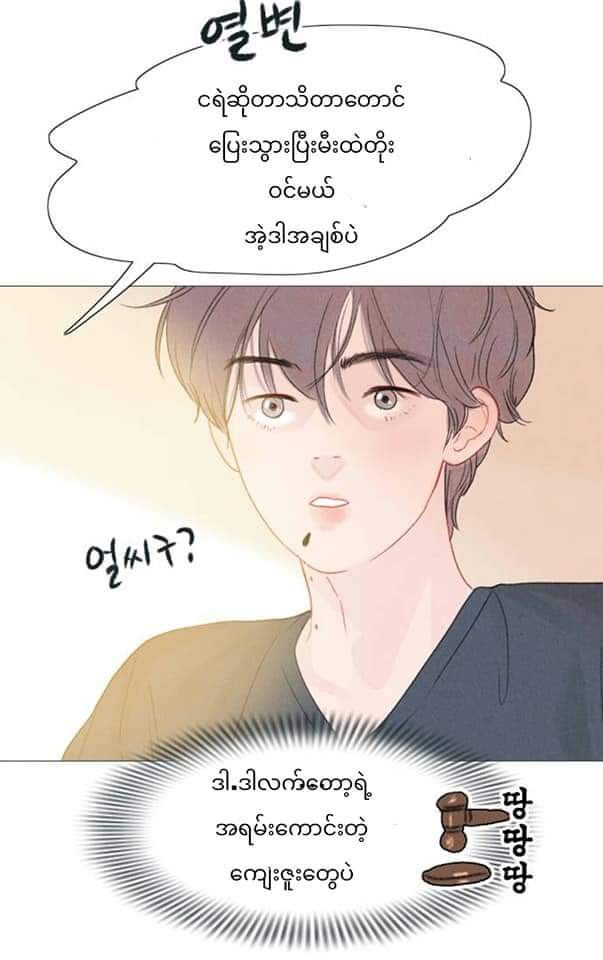 열변
ငရဲဆိုတာသိတာတောင်
ပြေးသွားပြီးမီးထဲတိုး
ဝင်မယ်
အဲ့ဒါအချစ်ပဲ
얼씨구?
ဒါ.ဒါလက်တော့ရဲ့
အရမ်းကောင်းတဲ့
ကျေးဇူးတွေပဲ
땅
땅
땅